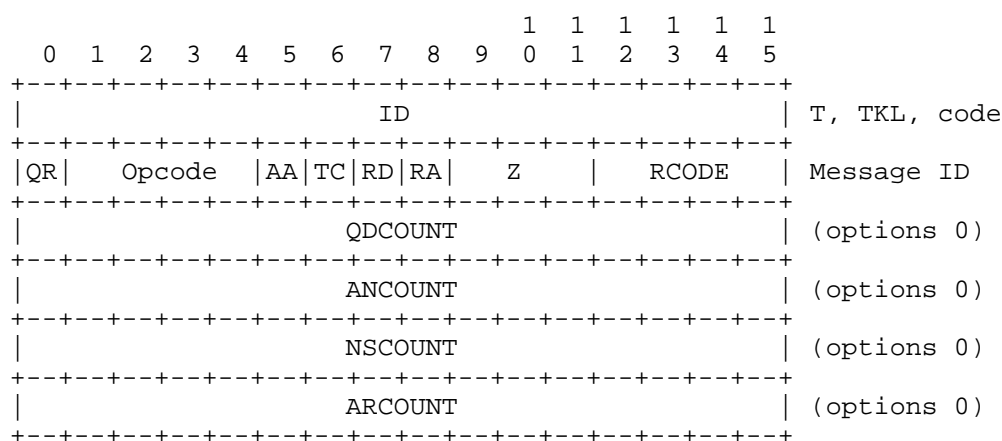 1  1  1  1  1  1
  0  1  2  3  4  5  6  7  8  9  0  1  2  3  4  5
+--+--+--+--+--+--+--+--+--+--+--+--+--+--+--+--+
|                      ID                       | T, TKL, code
+--+--+--+--+--+--+--+--+--+--+--+--+--+--+--+--+
|QR|   Opcode  |AA|TC|RD|RA|   Z    |   RCODE   | Message ID
+--+--+--+--+--+--+--+--+--+--+--+--+--+--+--+--+
|                    QDCOUNT                    | (options 0)
+--+--+--+--+--+--+--+--+--+--+--+--+--+--+--+--+
|                    ANCOUNT                    | (options 0)
+--+--+--+--+--+--+--+--+--+--+--+--+--+--+--+--+
|                    NSCOUNT                    | (options 0)
+--+--+--+--+--+--+--+--+--+--+--+--+--+--+--+--+
|                    ARCOUNT                    | (options 0)
+--+--+--+--+--+--+--+--+--+--+--+--+--+--+--+--+